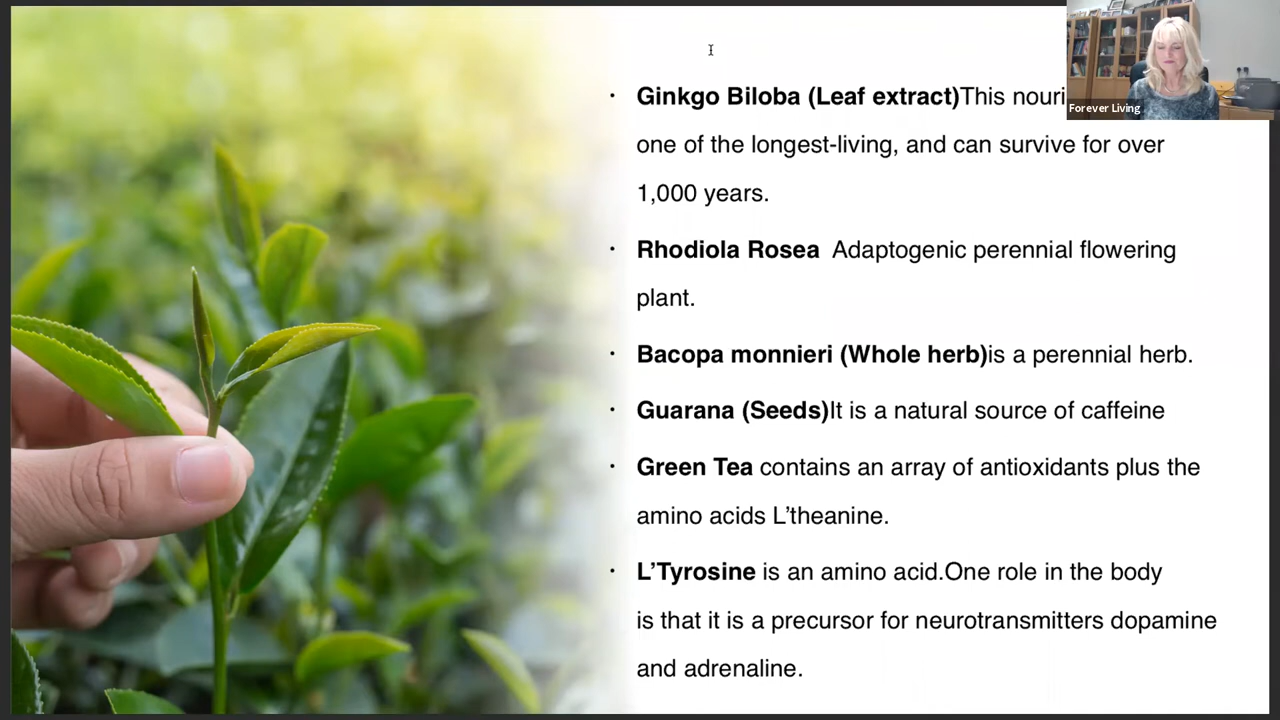 • Ginkgo Biloba (Leaf extract)This nouri
one of the longest-living, and can survive for over
1,000 years.
• Rhodiola Rosea  Adaptogenic perennial flowering
plant.
• Bacopa monnieri (Whole herb)is a perennial herb.
• Guarana (Seeds)It is a natural source of caffeine
• Green Tea contains an array of antioxidants plus the
amino acids L’theanine.
• L’Tyrosine is an amino acid.One role in the body
is that it is a precursor for neurotransmitters dopamine
and adrenaline.
Forever Living